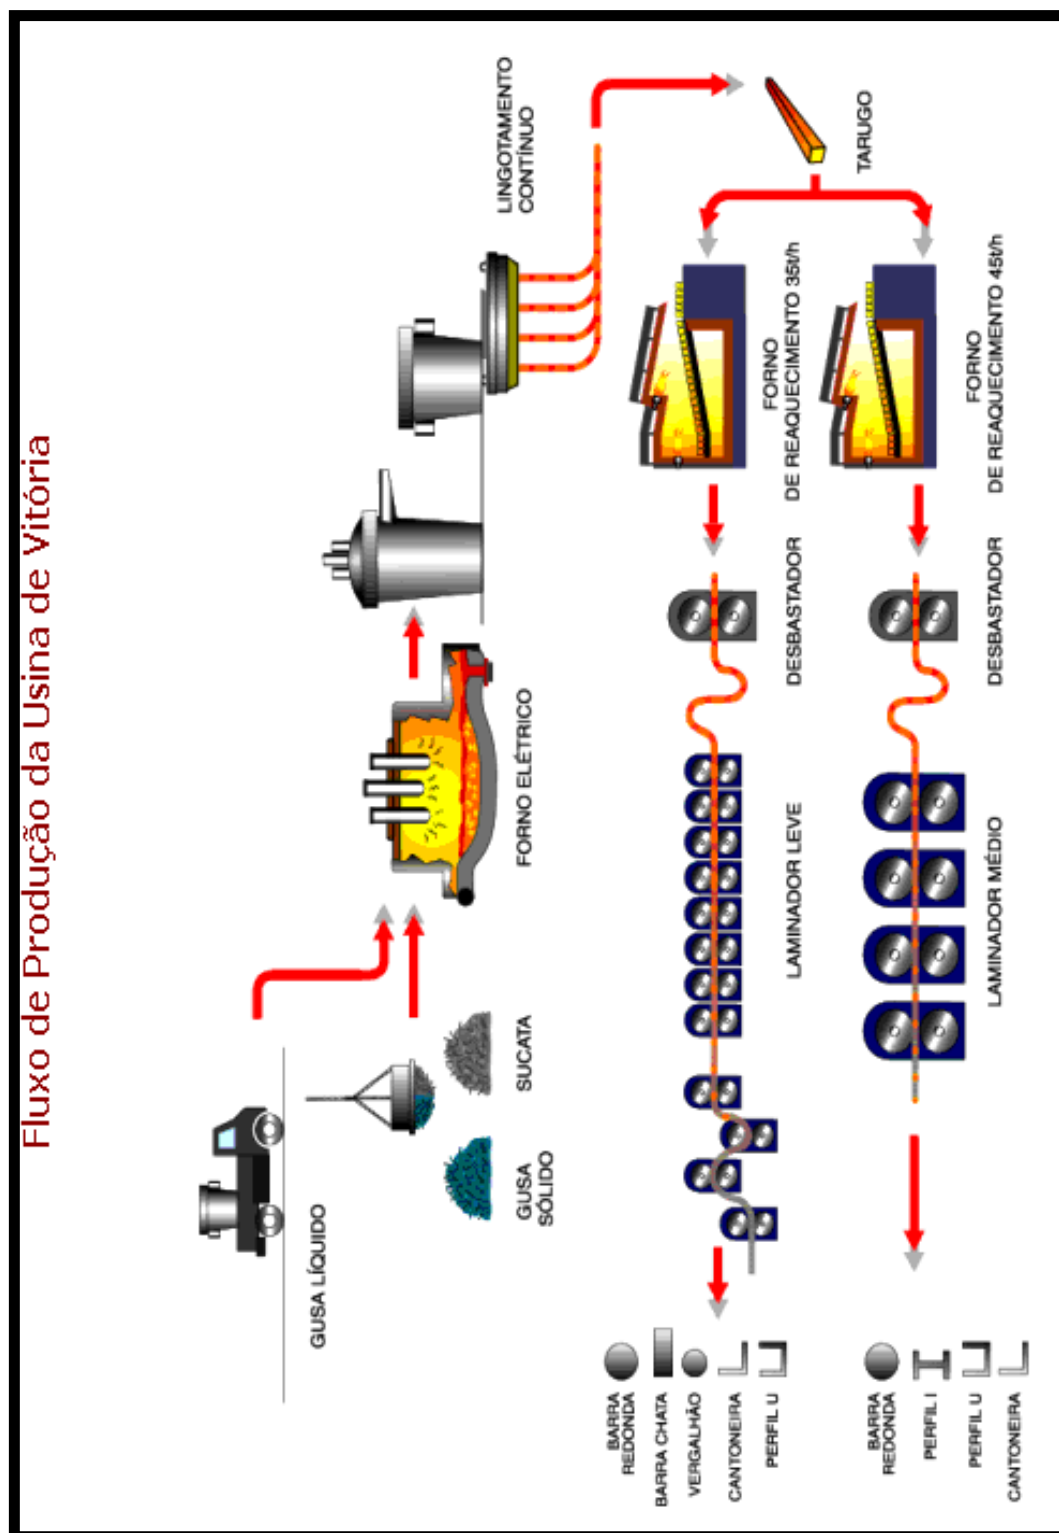 Fluxo de Produção da Usina de Vitória
GUSA LÍQUIDO
GUSA
SÓLIDO
SUCATA
FORNO ELÉTRICO
LINGOTAMENTO
CONTÍNUO
TARUGO
FORNO
DE REAQUECIMENTO 35t/h
DESBASTADOR
LAMINADOR LEVE
BARRA
REDONDA
BARRA CHATA
VERGALHÃO
CANTONEIRA
PERFIL U
FORNO
DE REAQUECIMENTO 45t/h
DESBASTADOR
LAMINADOR MÉDIO
BARRA
REDONDA
PERFIL I
PERFIL U
CANTONEIRA